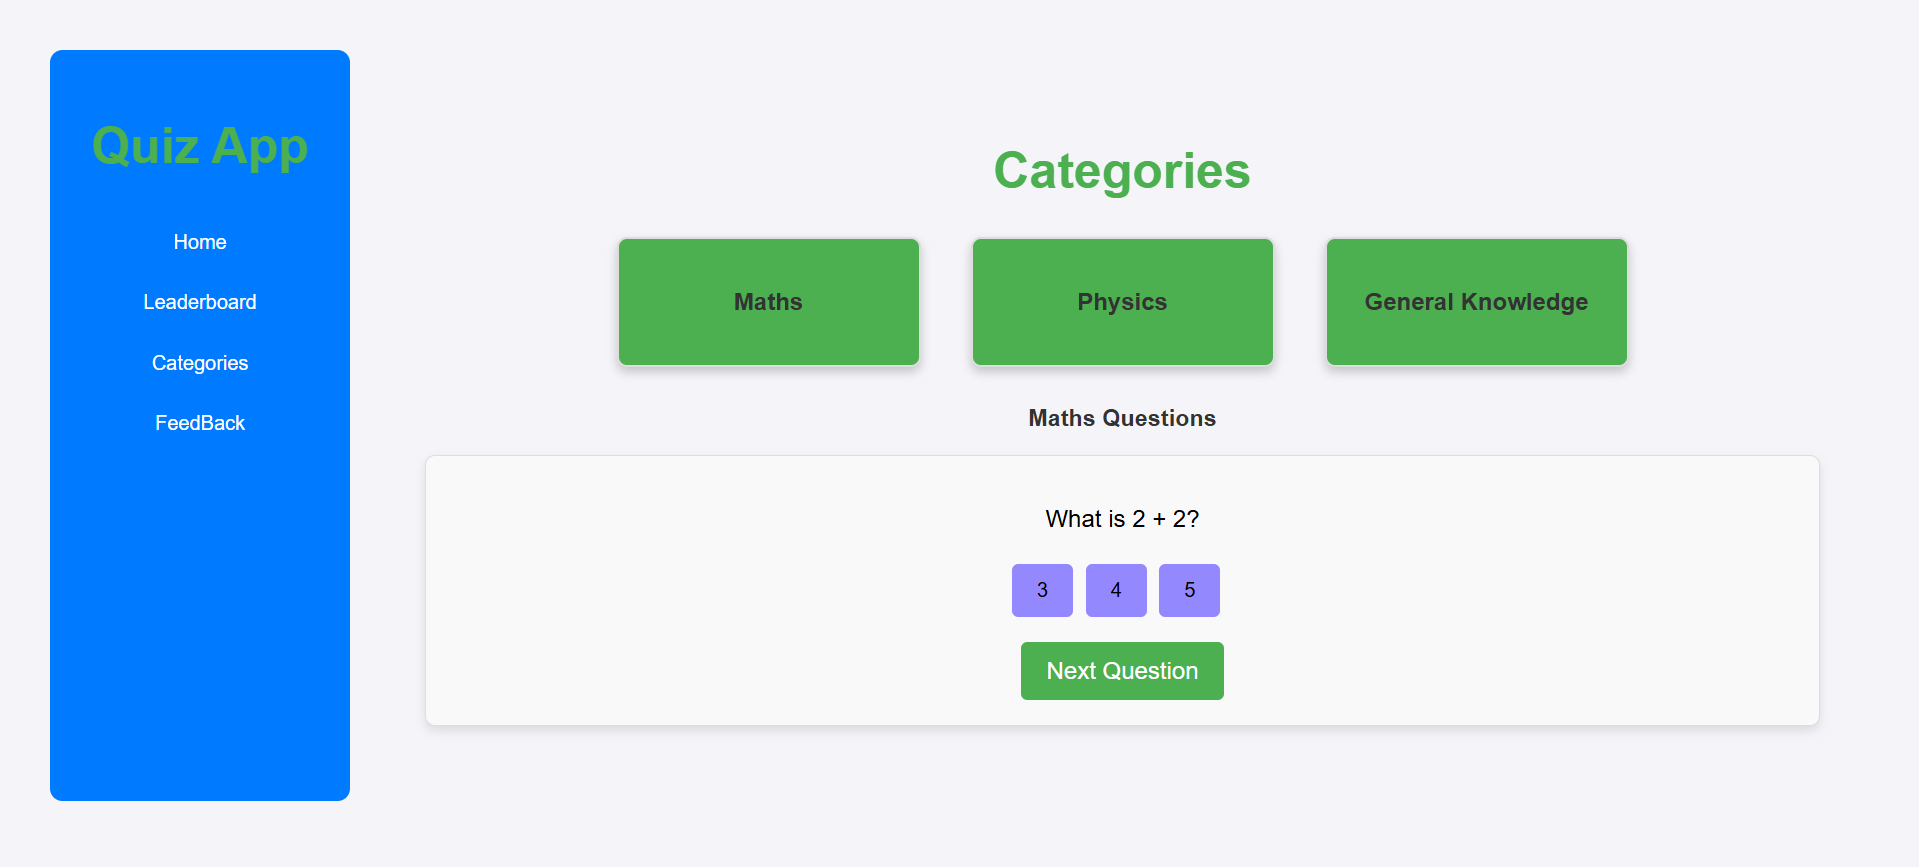 Quiz App
Home
Leaderboard
Categories
FeedBack
Categories
Maths
Physics
General Knowledge
Maths Questions
What is 2 + 2?
3
4
5
Next Question